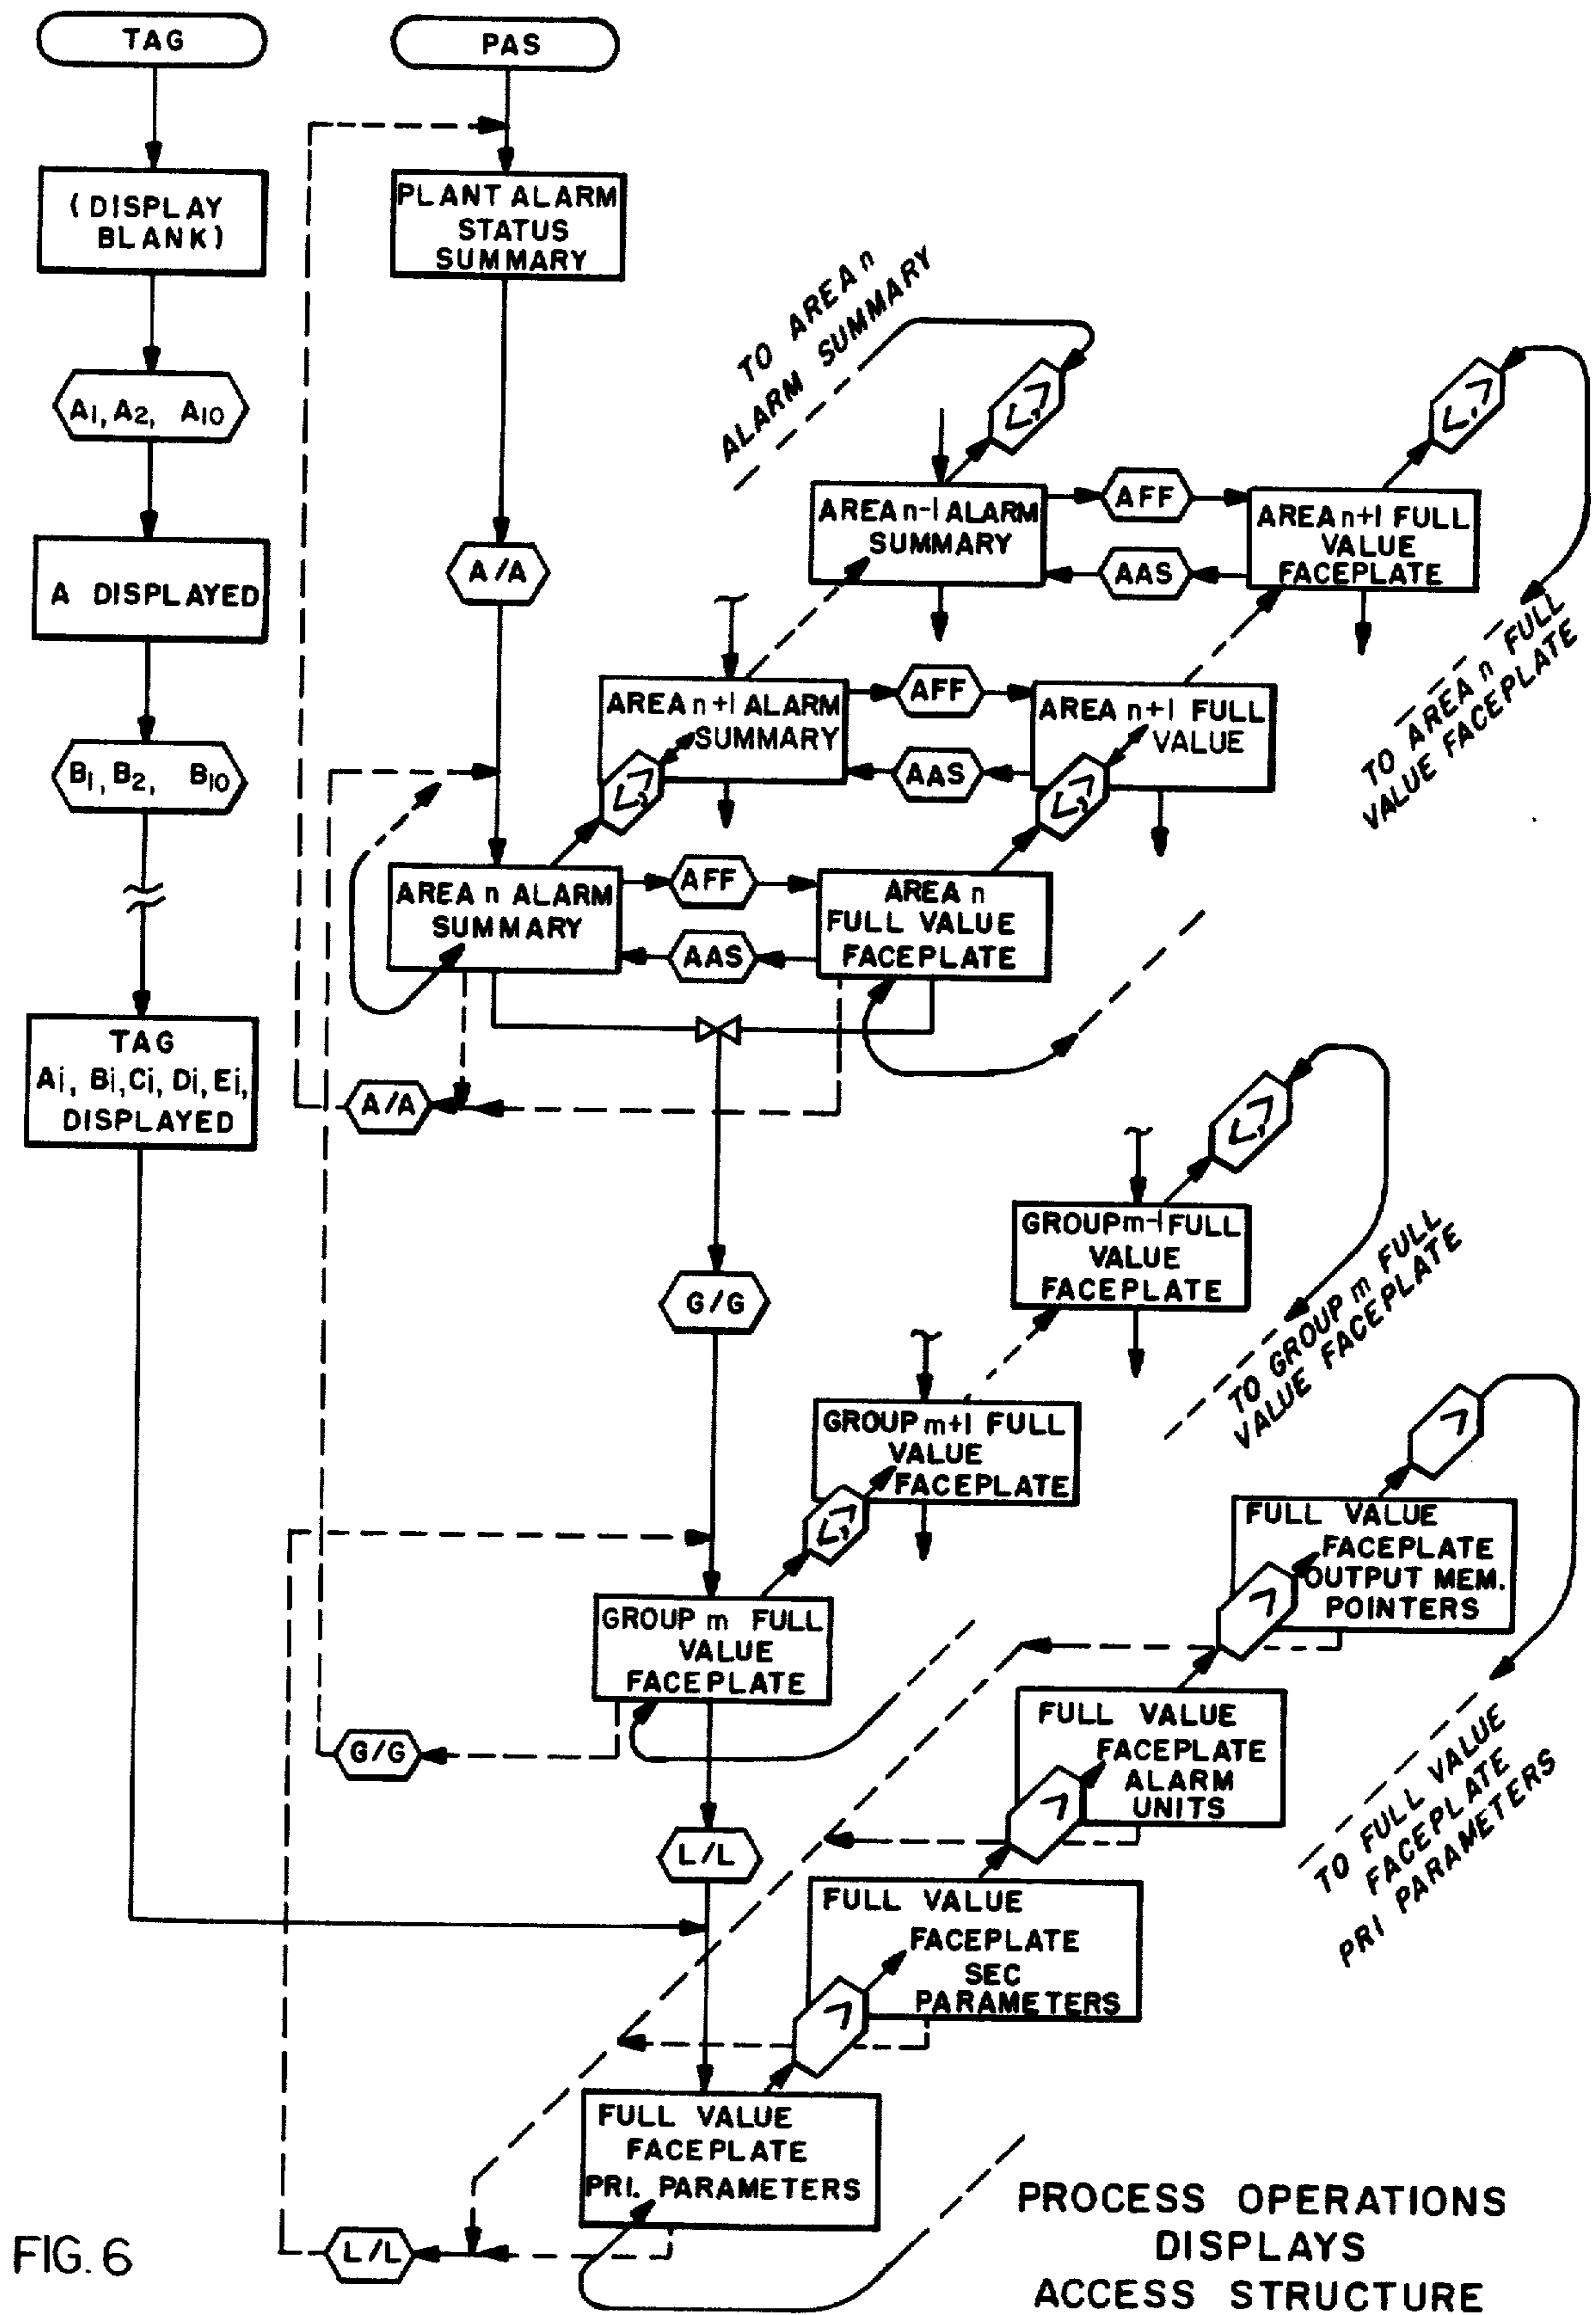 TAG
PAS
(DISPLAY
BLANK)
PLANT ALARM
STATUS
SUMMARY
TO AREA n
ALARM SUMMARY
<,>
<,>
A1, A2, A10
AREA n-1 ALARM
SUMMARY
AFF
AAS
AREA n+1 FULL
VALUE
FACEPLATE
A DISPLAYED
A/A
TO AREA n FULL
VALUE FACEPLATE
AREA n+1 ALARM
SUMMARY
AFF
AAS
AREA n+1 FULL
VALUE
B1, B2, B10
<,>
<,>
AREA n ALARM
SUMMARY
AFF
AAS
AREA n
FULL VALUE
FACEPLATE
TAG
Ai, Bi, Ci, Di, Ei,
DISPLAYED
A/A
<,>
GROUP m-1 FULL
VALUE
FACEPLATE
TO GROUP m FULL
VALUE FACEPLATE
G/G
GROUP m+1 FULL
VALUE
FACEPLATE
<,>
>
FULL VALUE
FACEPLATE
OUTPUT MEM.
POINTERS
>
GROUP m FULL
VALUE
FACEPLATE
G/G
FULL VALUE
FACEPLATE
ALARM
UNITS
>
TO FULL VALUE
FACEPLATE
PRI PARAMETERS
L/L
FULL VALUE
FACEPLATE
SEC
PARAMETERS
>
FULL VALUE
FACEPLATE
PRI. PARAMETERS
L/L
FIG. 6
PROCESS OPERATIONS
DISPLAYS
ACCESS STRUCTURE